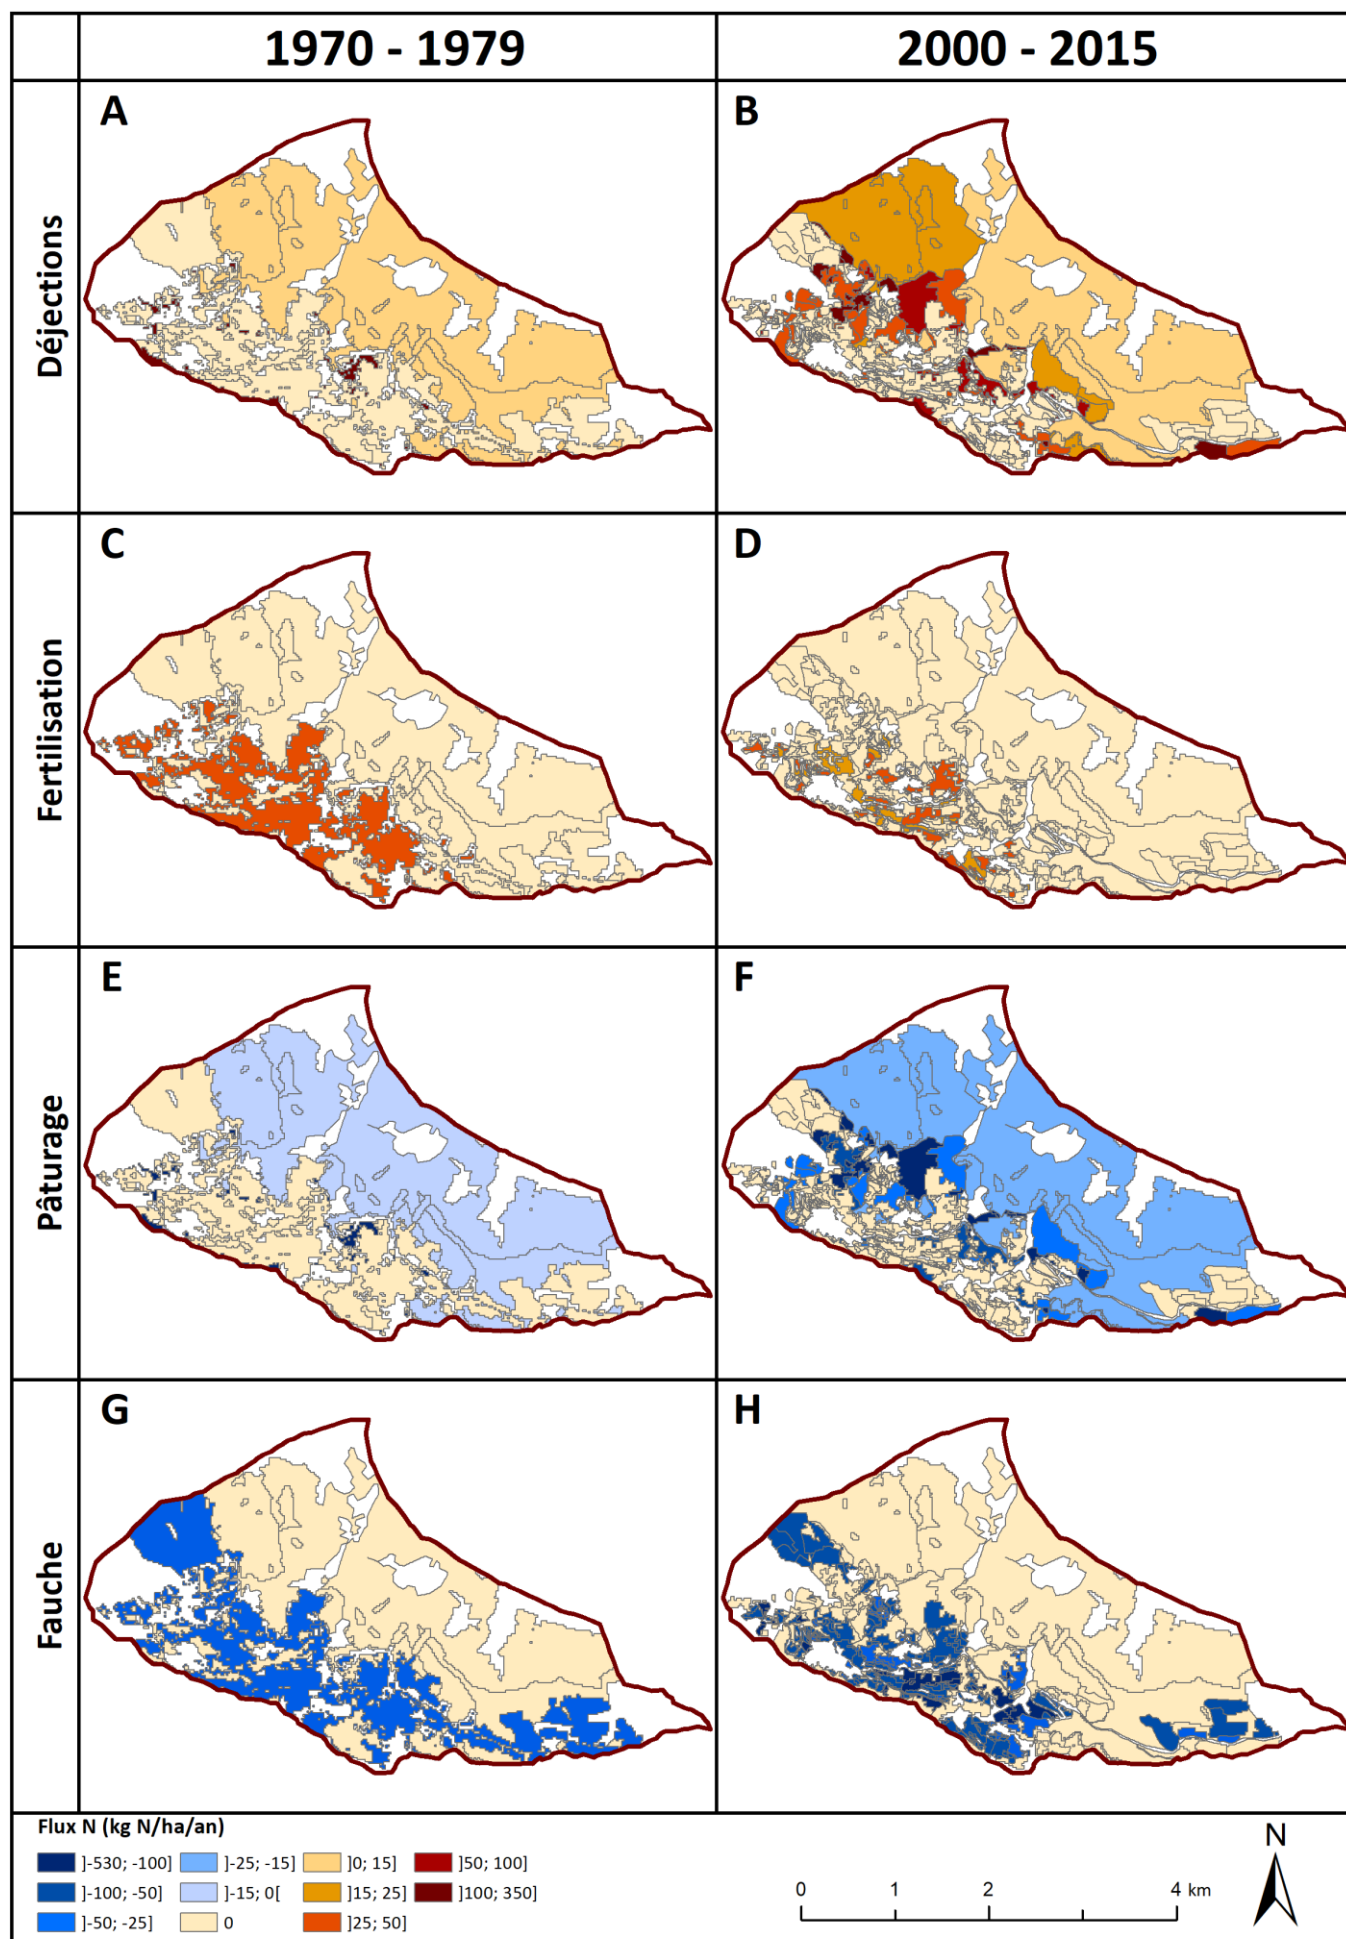 1970 - 1979
2000 - 2015
Déjections
A
B
Fertilisation
C
D
Pâturage
E
F
Fauche
G
H
Flux N (kg N/ha/an)
]-530; -100]
]-25; -15]
]0; 15]
]50; 100]
]-100; -50]
]-15; 0[
]15; 25]
]100; 350]
]-50; -25]
0
]25; 50]
0
1
2
4 km
N